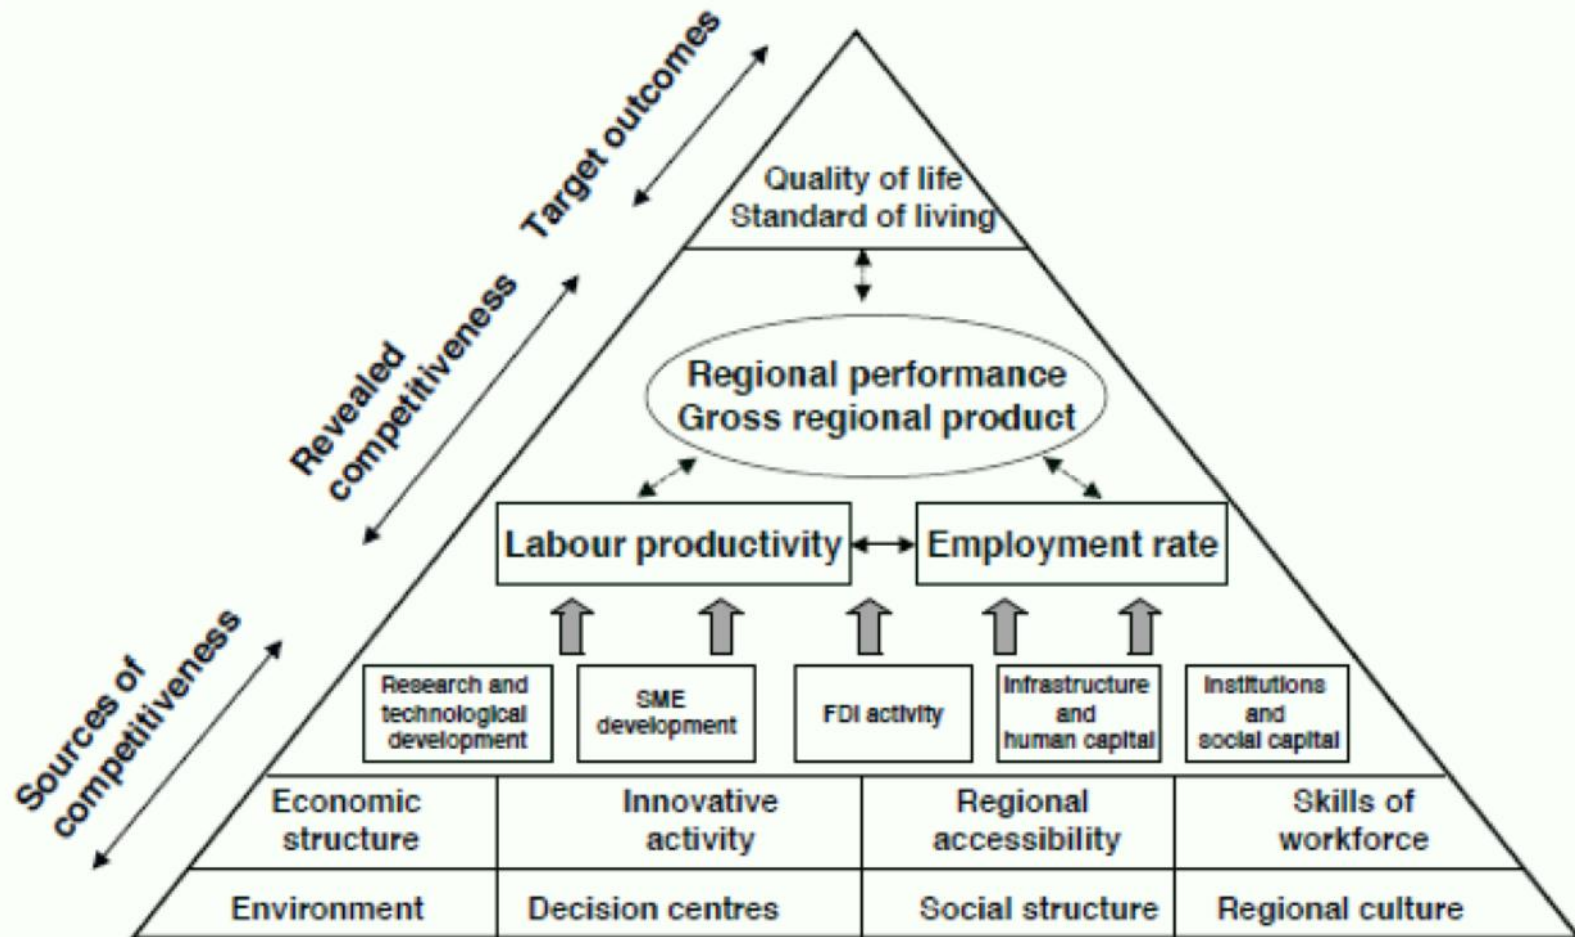 Target outcomes
Quality of life
Standard of living
Revealed
competitiveness
Regional performance
Gross regional product
Labour productivity
Employment rate
Sources of
competitiveness
Research and
technological
development
SME
development
FDI activity
Infrastructure
and
human capital
Institutions
and
social capital
Economic
structure
Innovative
activity
Regional
accessibility
Skills of
workforce
Environment
Decision centres
Social structure
Regional culture